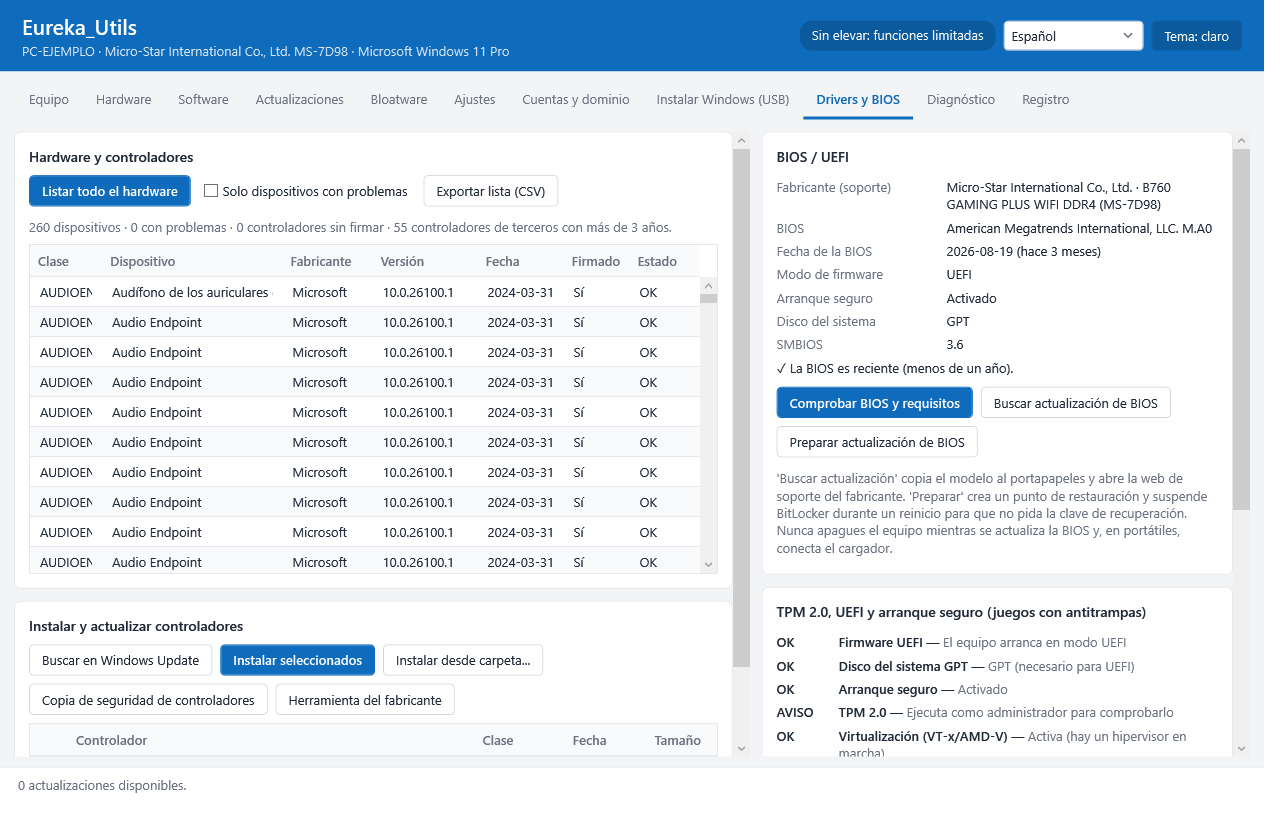 Eureka_Utils
PC-EJEMPLO · Micro-Star International Co., Ltd. MS-7D98 · Microsoft Windows 11 Pro
Sin elevar: funciones limitadas
Español
Tema: claro
Equipo Hardware Software Actualizaciones Bloatware Ajustes Cuentas y dominio Instalar Windows (USB) Drivers y BIOS Diagnóstico Registro
Hardware y controladores
Listar todo el hardware Solo dispositivos con problemas Exportar lista (CSV)
260 dispositivos · 0 con problemas · 0 controladores sin firmar · 55 controladores de terceros con más de 3 años.
Clase Dispositivo Fabricante Versión Fecha Firmado Estado
AUDIOEN Audífono de los auriculares Microsoft 10.0.26100.1 2024-03-31 Sí OK
AUDIOEN Audio Endpoint Microsoft 10.0.26100.1 2024-03-31 Sí OK
AUDIOEN Audio Endpoint Microsoft 10.0.26100.1 2024-03-31 Sí OK
AUDIOEN Audio Endpoint Microsoft 10.0.26100.1 2024-03-31 Sí OK
AUDIOEN Audio Endpoint Microsoft 10.0.26100.1 2024-03-31 Sí OK
AUDIOEN Audio Endpoint Microsoft 10.0.26100.1 2024-03-31 Sí OK
AUDIOEN Audio Endpoint Microsoft 10.0.26100.1 2024-03-31 Sí OK
AUDIOEN Audio Endpoint Microsoft 10.0.26100.1 2024-03-31 Sí OK
AUDIOEN Audio Endpoint Microsoft 10.0.26100.1 2024-03-31 Sí OK
AUDIOEN Audio Endpoint Microsoft 10.0.26100.1 2024-03-31 Sí OK
Instalar y actualizar controladores
Buscar en Windows Update Instalar seleccionados Instalar desde carpeta...
Copia de seguridad de controladores Herramienta del fabricante
Controlador Clase Fecha Tamaño
BIOS / UEFI
Fabricante (soporte) Micro-Star International Co., Ltd. · B760
GAMING PLUS WIFI DDR4 (MS-7D98)
BIOS American Megatrends International, LLC. M.A0
Fecha de la BIOS 2026-08-19 (hace 3 meses)
Modo de firmware UEFI
Arranque seguro Activado
Disco del sistema GPT
SMBIOS 3.6
✓ La BIOS es reciente (menos de un año).
Comprobar BIOS y requisitos Buscar actualización de BIOS
Preparar actualización de BIOS
'Buscar actualización' copia el modelo al portapapeles y abre la web de
soporte del fabricante. 'Preparar' crea un punto de restauración y suspende
BitLocker durante un reinicio para que no pida la clave de recuperación.
Nunca apagues el equipo mientras se actualiza la BIOS y, en portátiles,
conecta el cargador.
TPM 2.0, UEFI y arranque seguro (juegos con antitrampas)
OK Firmware UEFI — El equipo arranca en modo UEFI
OK Disco del sistema GPT — GPT (necesario para UEFI)
OK Arranque seguro — Activado
AVISO TPM 2.0 — Ejecuta como administrador para comprobarlo
OK Virtualización (VT-x/AMD-V) — Activa (hay un hipervisor en
marcha)
0 actualizaciones disponibles.